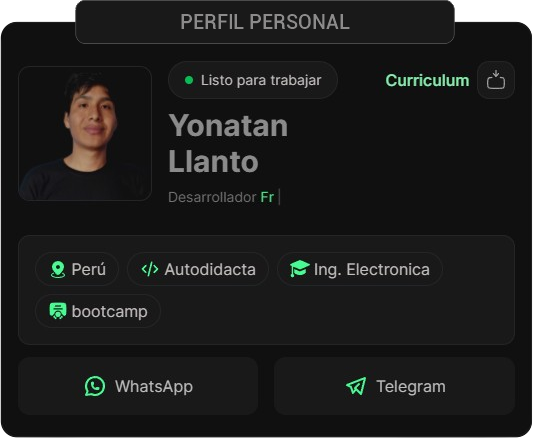 PERFIL PERSONAL
Listo para trabajar
Curriculum
Yonatan
Llanto
Desarrollador Fr
Perú
Autodidacta
Ing. Electronica
bootcamp
WhatsApp
Telegram